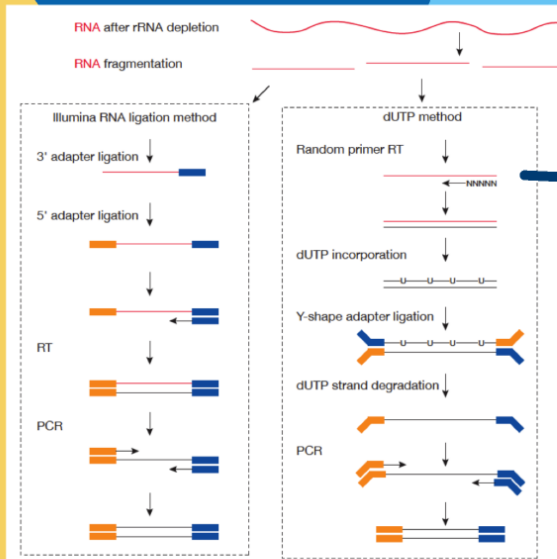 RNA after rRNA depletion
RNA fragmentation
Illumina RNA ligation method
3' adapter ligation
5' adapter ligation
RT
PCR
dUTP method
Random primer RT
NNNNN
dUTP incorporation
U U U U
Y-shape adapter ligation
U U U U
dUTP strand degradation
PCR